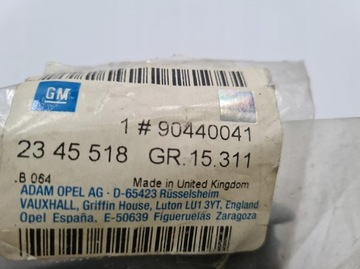 GM
1 # 90440041
23 45 518 GR.15.311
.B 064 Made in United Kingdom
ADAM OPEL AG - D-65423 Rüsselsheim
VAUXHALL, Griffin House, Luton LU1 3YT, England
Opel España, E-50639 Figueruelas Zaragoza